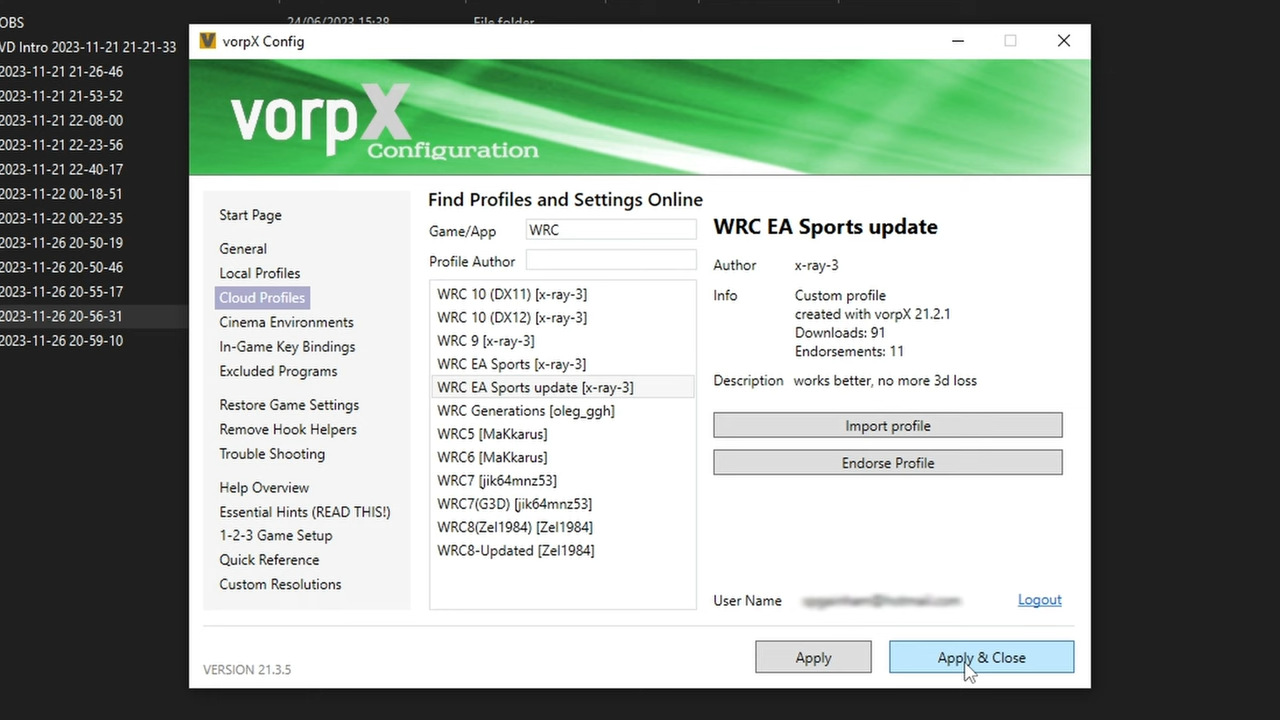 OBS
24/06/2023 15:38
File folder
VD Intro 2023-11-21 21-21-33
2023-11-21 21-26-46
2023-11-21 21-53-52
2023-11-21 22-08-00
2023-11-21 22-23-56
2023-11-21 22-40-17
2023-11-22 00-18-51
2023-11-22 00-22-35
2023-11-26 20-50-19
2023-11-26 20-50-46
2023-11-26 20-55-17
2023-11-26 20-56-31
2023-11-26 20-59-10
vorpX Config
vorpX
Configuration
Start Page
General
Local Profiles
Cloud Profiles
Cinema Environments
In-Game Key Bindings
Excluded Programs
Restore Game Settings
Remove Hook Helpers
Trouble Shooting
Help Overview
Essential Hints (READ THIS!)
1-2-3 Game Setup
Quick Reference
Custom Resolutions
Find Profiles and Settings Online
Game/App WRC
Profile Author
WRC 10 (DX11) [x-ray-3]
WRC 10 (DX12) [x-ray-3]
WRC 9 [x-ray-3]
WRC EA Sports [x-ray-3]
WRC EA Sports update [x-ray-3]
WRC Generations [oleg_ggh]
WRC5 [MaKkarus]
WRC6 [MaKkarus]
WRC7 [jik64mnz53]
WRC7(G3D) [jik64mnz53]
WRC8(Zel1984) [Zel1984]
WRC8-Updated [Zel1984]
WRC EA Sports update
Author x-ray-3
Info Custom profile
created with vorpX 21.2.1
Downloads: 91
Endorsements: 11
Description works better, no more 3d loss
Import profile
Endorse Profile
User Name
Logout
VERSION 21.3.5
Apply
Apply & Close